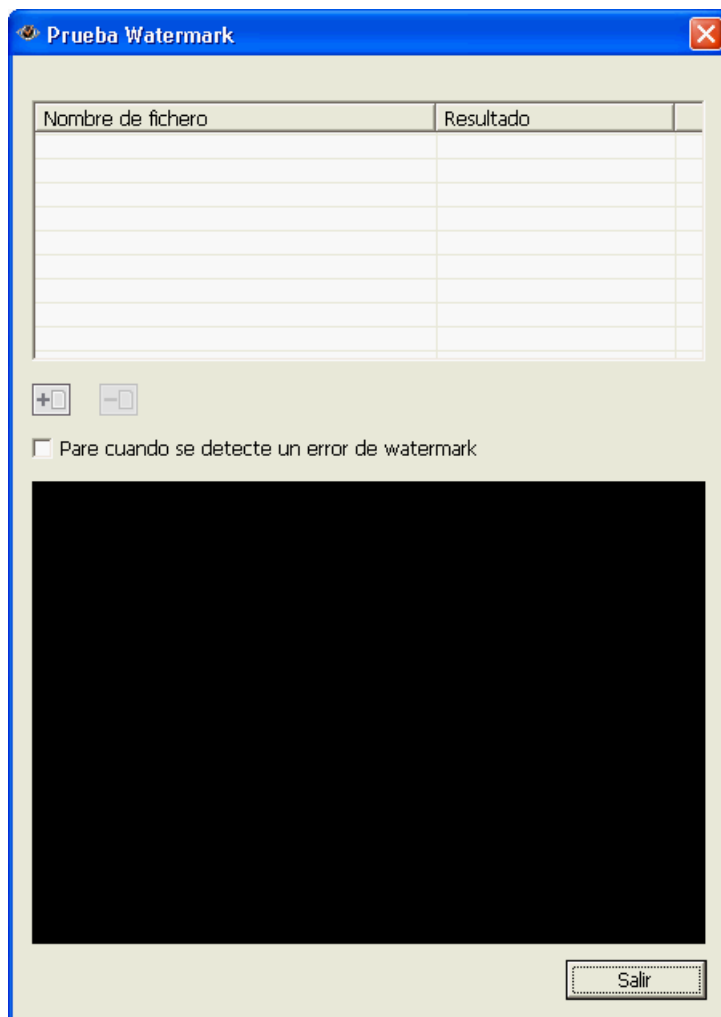 Prueba Watermark
Nombre de fichero Resultado
Pare cuando se detecte un error de watermark
Salir